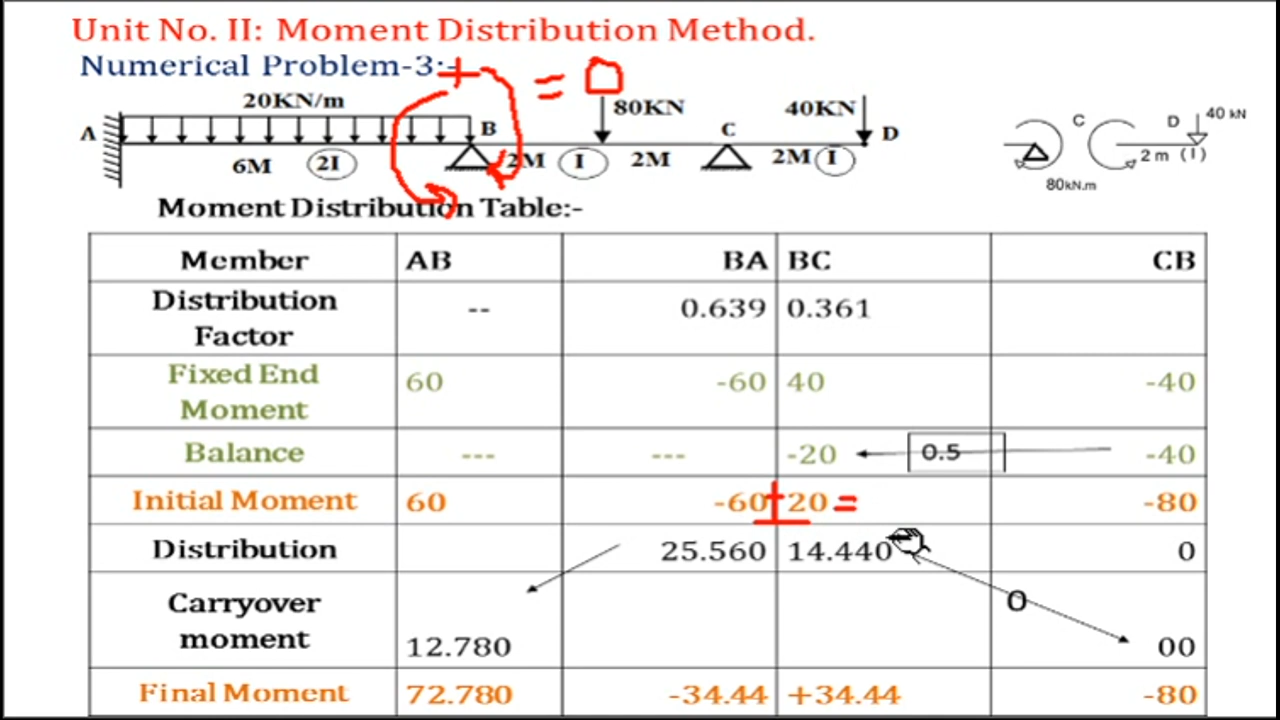 Unit No. II: Moment Distribution Method.
Numerical Problem-3:-
+ = 0
20KN/m 80KN 40KN
A B C D
6M 2I 2M I 2M 2M I
C D 40 kN
2 m (I)
80kN.m
Moment Distribution Table:-
Member AB BA BC CB
Distribution
Factor -- 0.639 0.361
Fixed End
Moment 60 -60 40 -40
Balance --- --- -20 0.5 -40
Initial Moment 60 -60 + 20 = -80
Distribution 25.560 14.440 0
Carryover 0
moment 12.780 00
Final Moment 72.780 -34.44 +34.44 -80